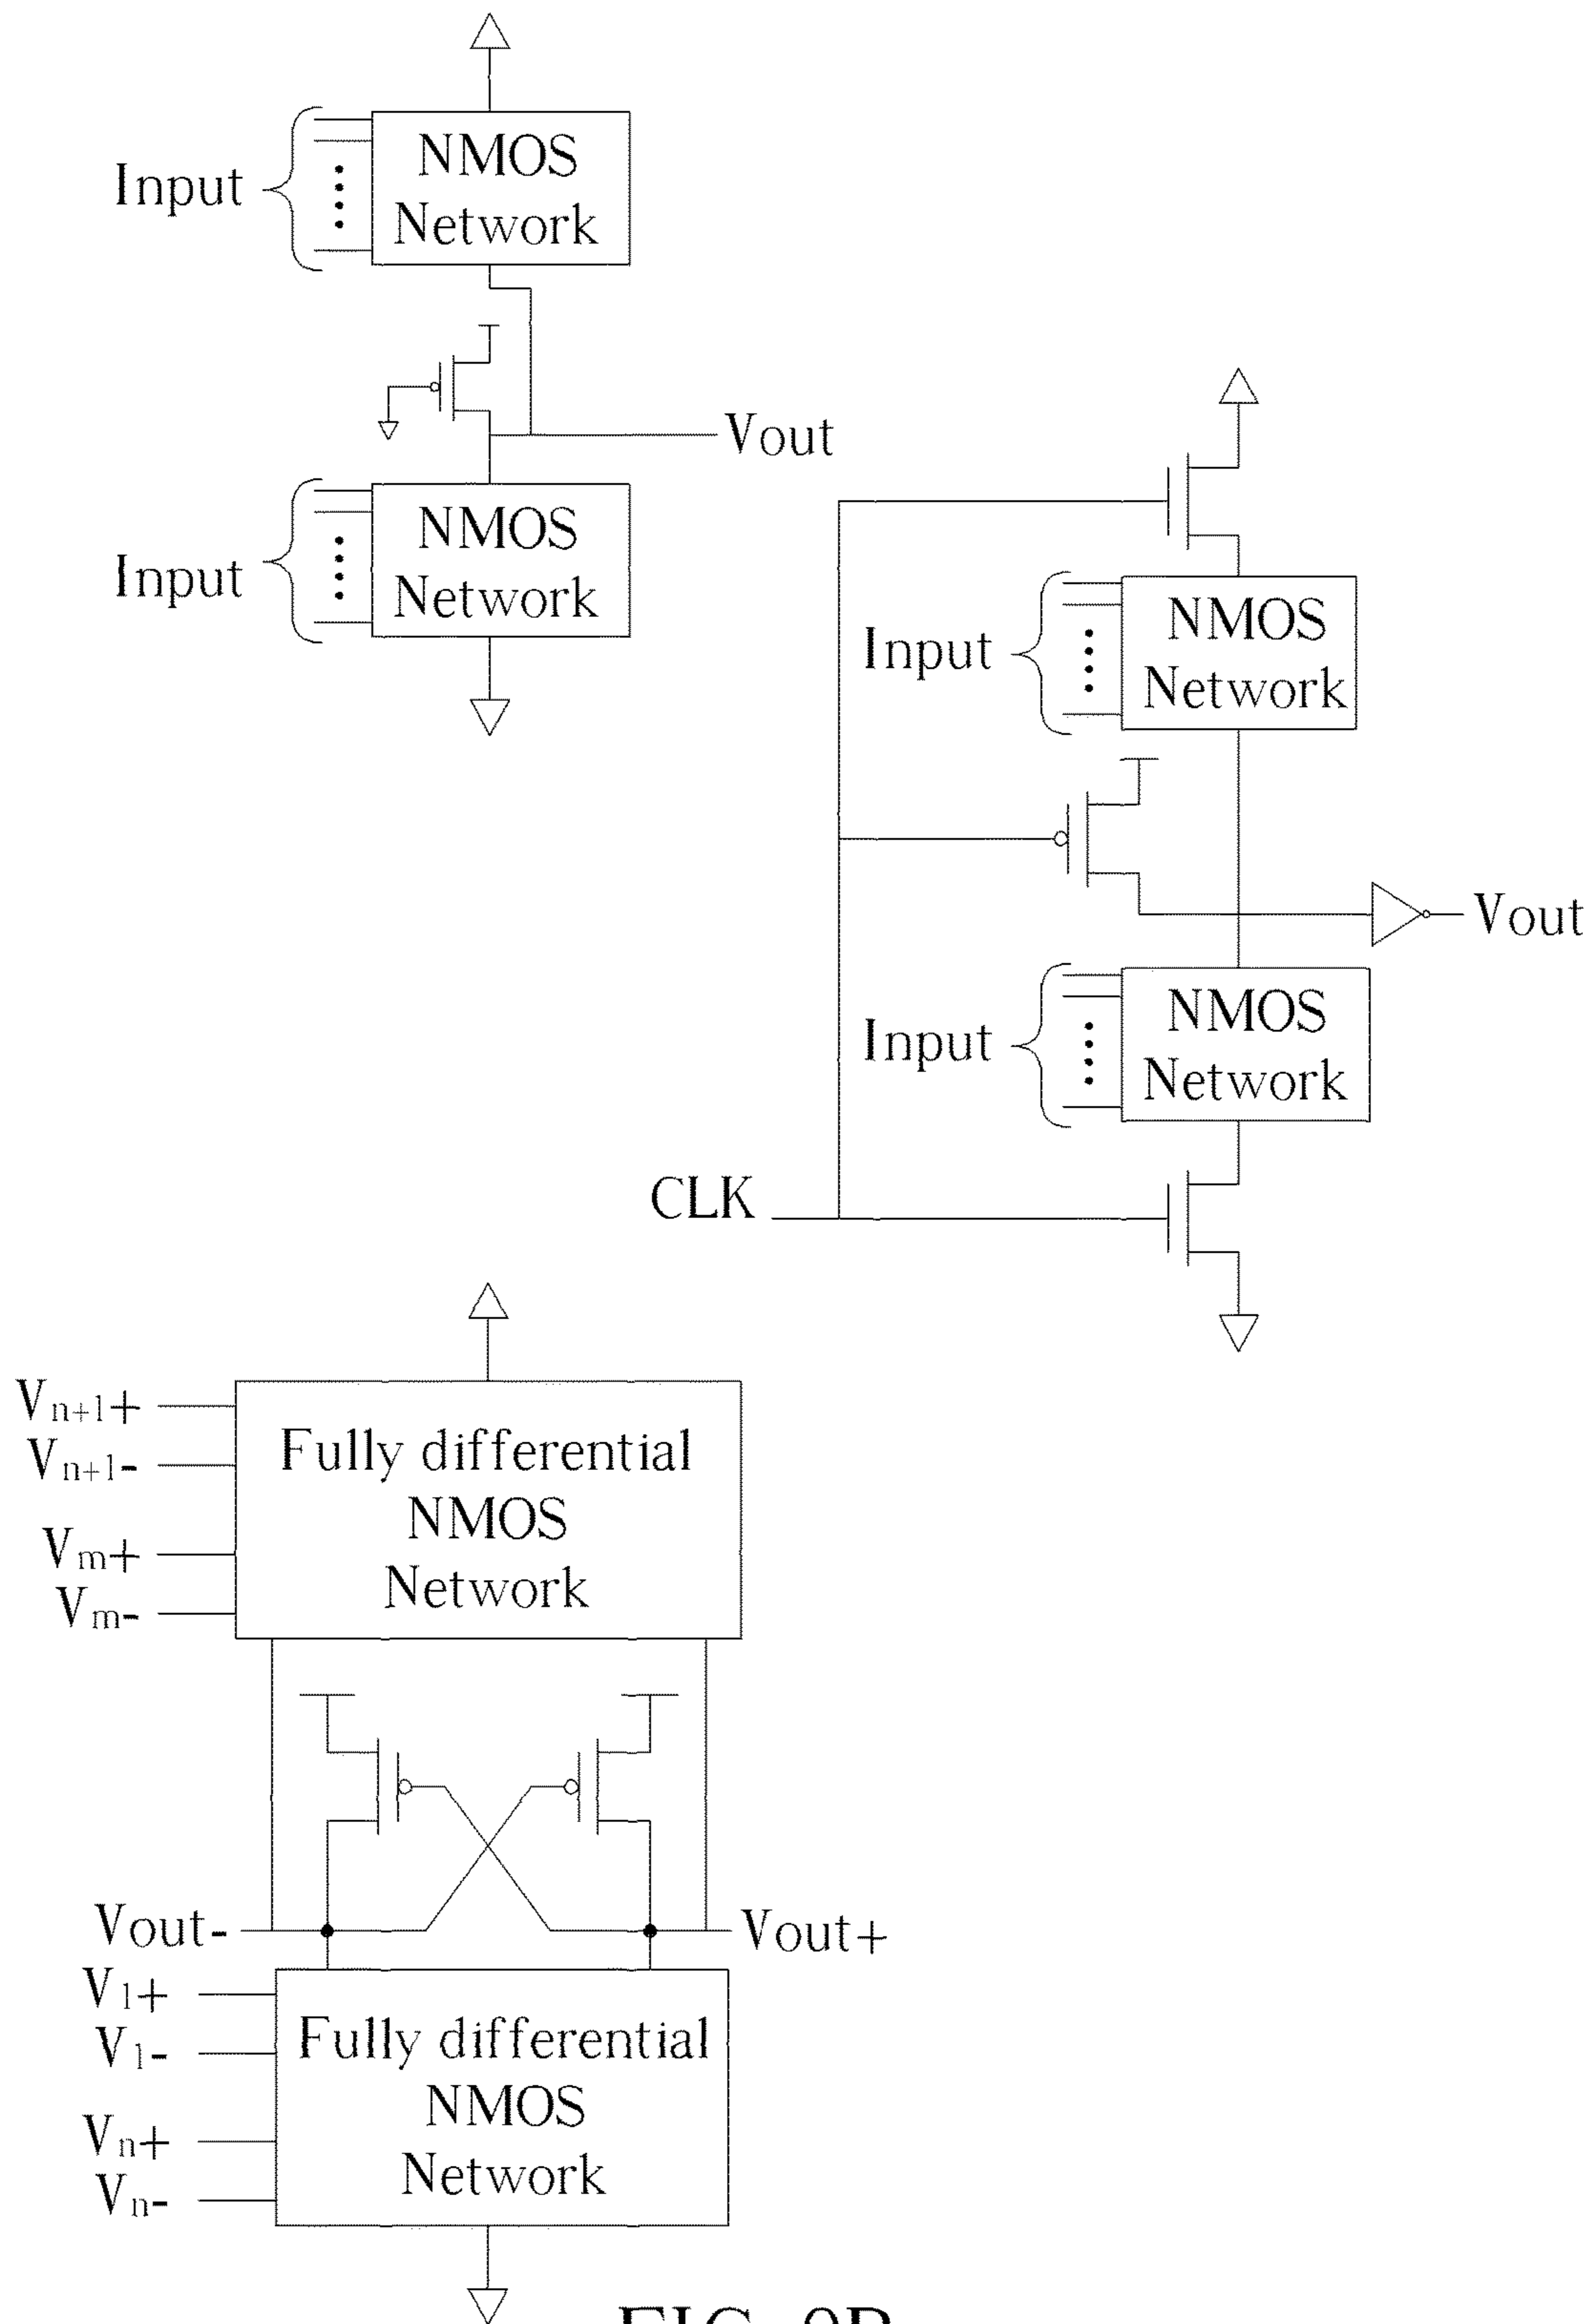 NMOS
Network
Input
Vout
NMOS
Network
Input
NMOS
Network
Input
Vout
NMOS
Network
Input
CLK
Vn+1+
Vn+1-
Vm+
Vm-
Fully differential
NMOS
Network
Vout-
Vout+
V1+
V1-
Vn+
Vn-
Fully differential
NMOS
Network